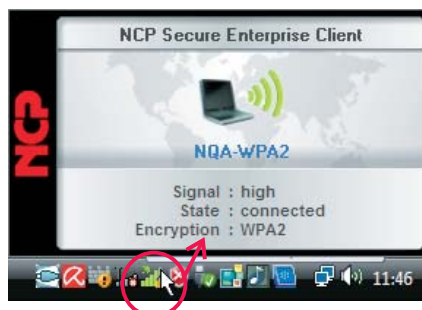 NCP Secure Enterprise Client
NCP
NQA-WPA2
Signal : high
State : connected
Encryption : WPA2
11:46